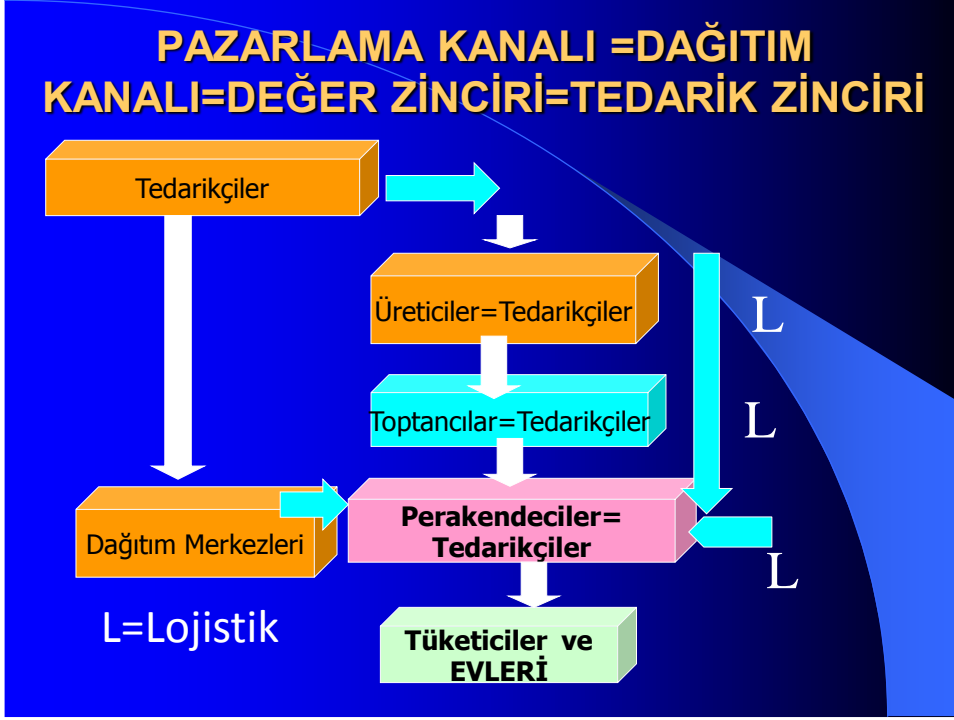 PAZARLAMA KANALI =DAĞITIM
KANALI=DEĞER ZİNCİRİ=TEDARİK ZİNCİRİ
Tedarikçiler
Üreticiler=Tedarikçiler
L
Toptancılar=Tedarikçiler
L
Perakendeciler=
Tedarikçiler
Dağıtım Merkezleri
L
L=Lojistik
Tüketiciler ve
EVLERİ